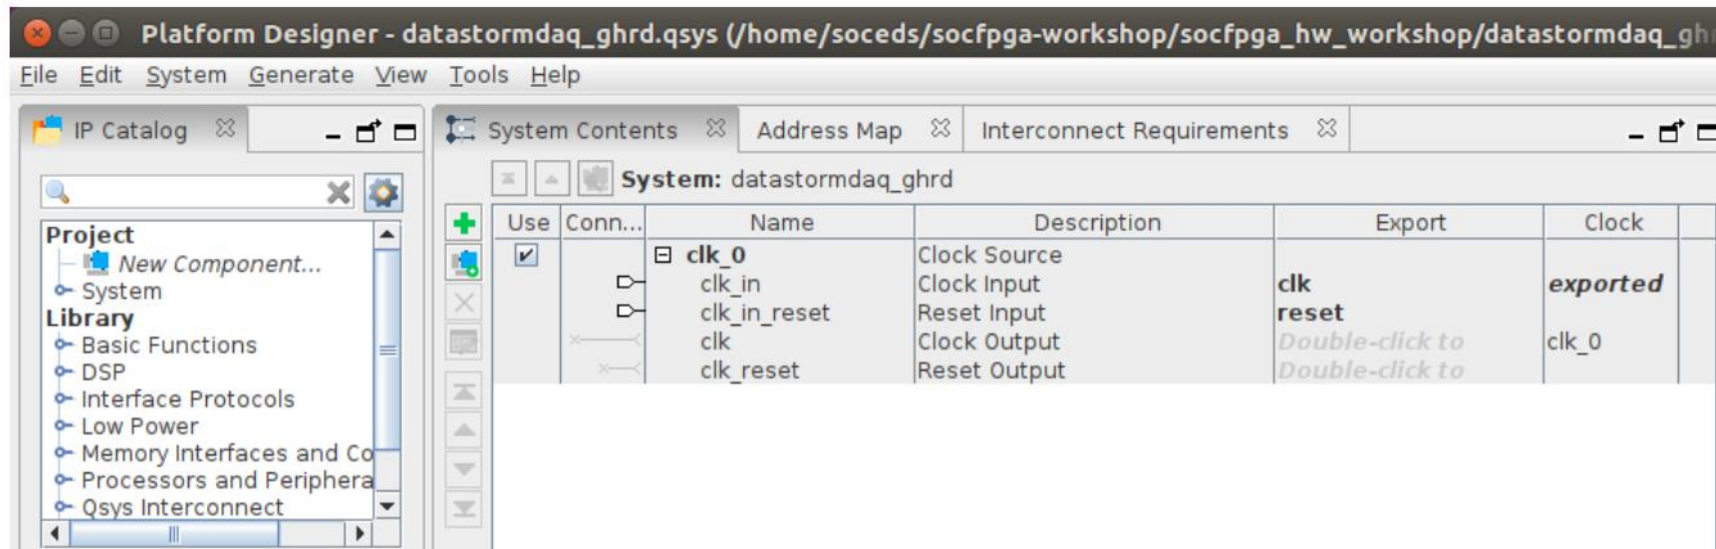 Platform Designer - datastormdaq_ghrd.qsys (/home/soceds/socfpga-workshop/socfpga_hw_workshop/datastormdaq_gh
File Edit System Generate View Tools Help
IP Catalog
System Contents Address Map Interconnect Requirements
System: datastormdaq_ghrd
Use Conn... Name Description Export Clock
clk_0 Clock Source
clk_in Clock Input clk exported
clk_in_reset Reset Input reset
clk Clock Output Double-click to clk_0
clk_reset Reset Output Double-click to
Project
New Component...
System
Library
Basic Functions
DSP
Interface Protocols
Low Power
Memory Interfaces and Co
Processors and Periphera
Qsys Interconnect